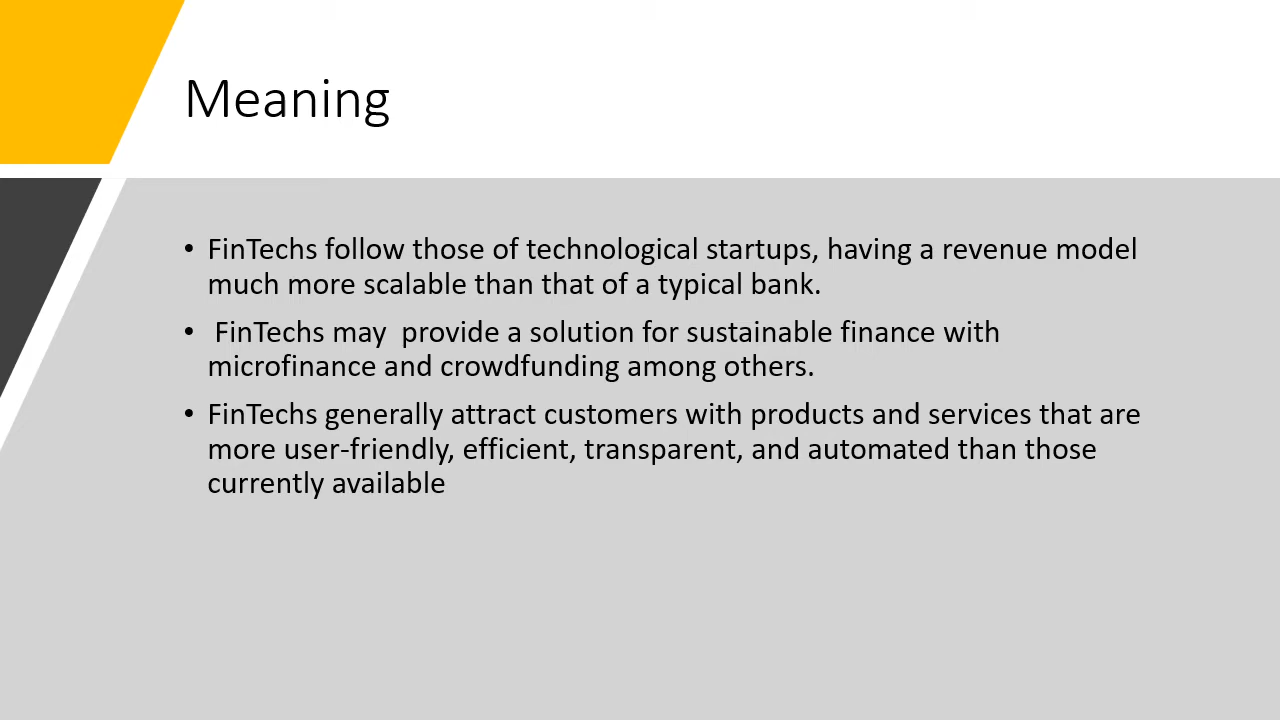 Meaning
• FinTechs follow those of technological startups, having a revenue model
much more scalable than that of a typical bank.
•  FinTechs may  provide a solution for sustainable finance with
microfinance and crowdfunding among others.
• FinTechs generally attract customers with products and services that are
more user-friendly, efficient, transparent, and automated than those
currently available